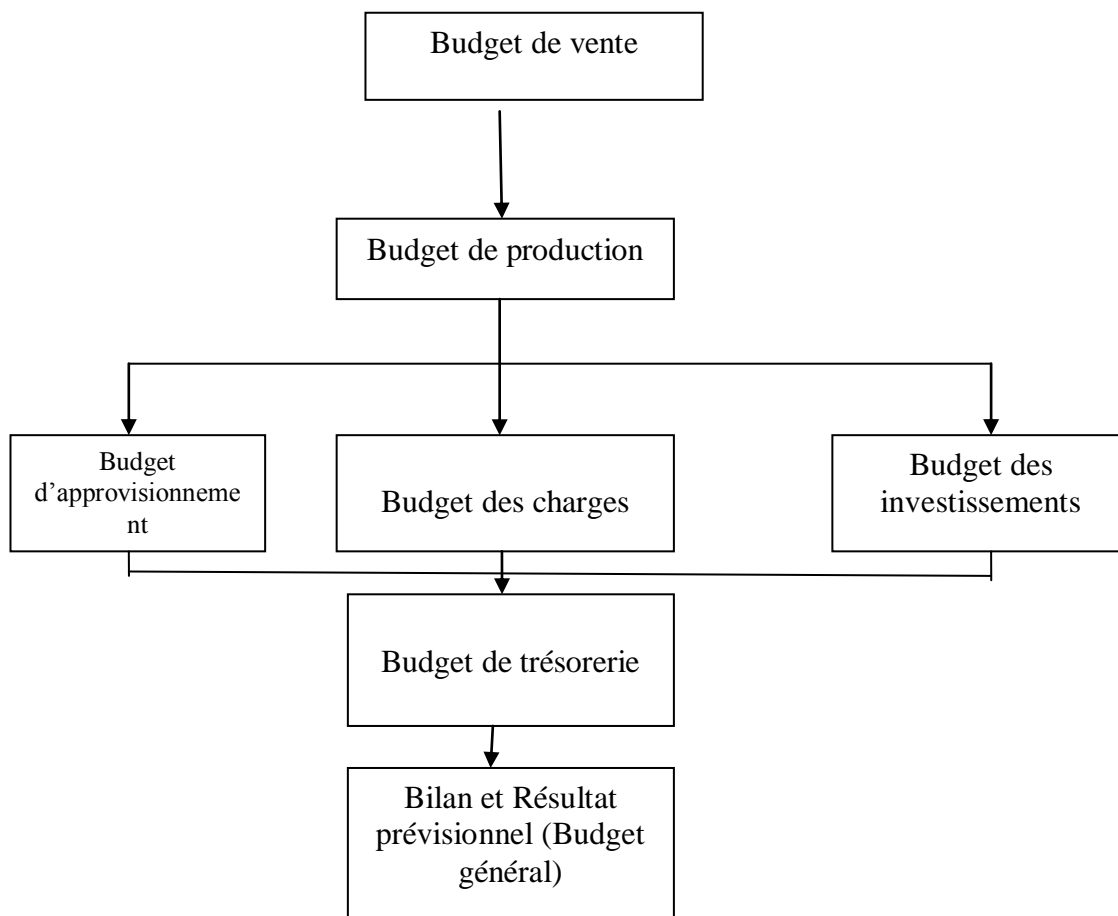 Budget de vente
Budget de production
Budget
d’approvisionneme
nt
Budget des charges
Budget des
investissements
Budget de trésorerie
Bilan et Résultat
prévisionnel (Budget
général)